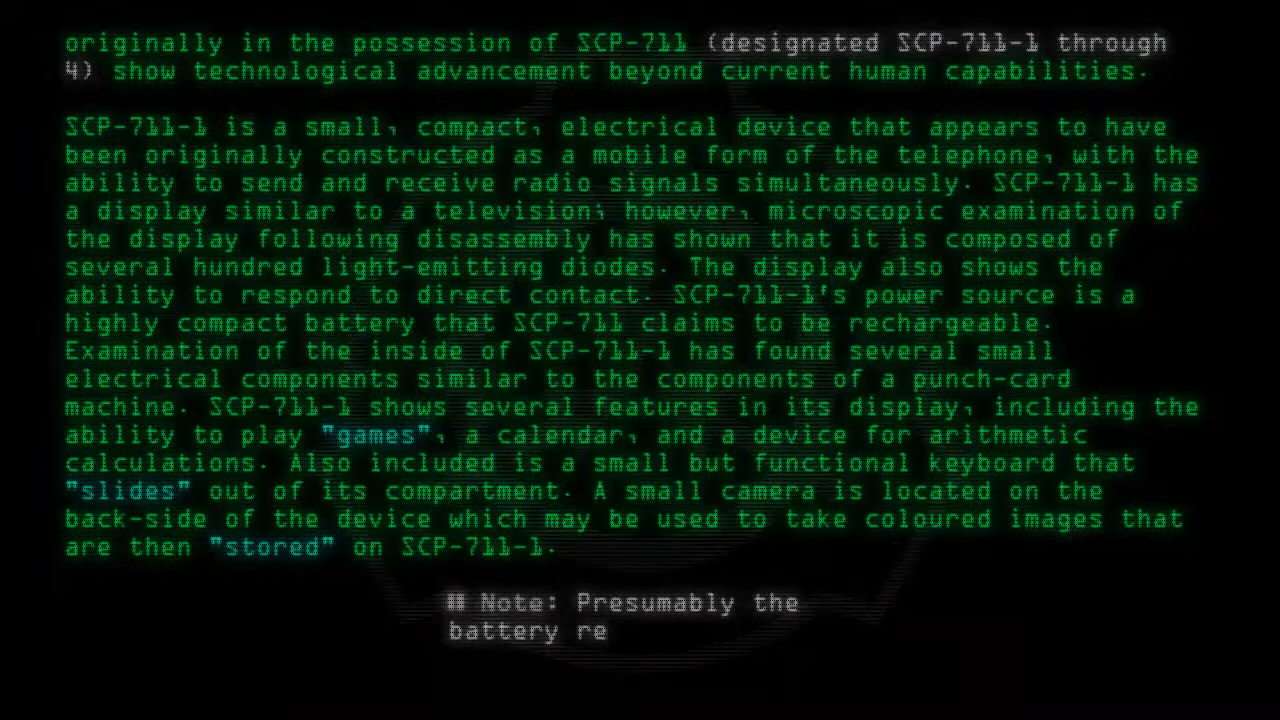 originally in the possession of SCP-711 (designated SCP-711-1 through
4) show technological advancement beyond current human capabilities.
SCP-711-1 is a small, compact, electrical device that appears to have
been originally constructed as a mobile form of the telephone, with the
ability to send and receive radio signals simultaneously. SCP-711-1 has
a display similar to a television; however, microscopic examination of
the display following disassembly has shown that it is composed of
several hundred light-emitting diodes. The display also shows the
ability to respond to direct contact. SCP-711-1's power source is a
highly compact battery that SCP-711 claims to be rechargeable.
Examination of the inside of SCP-711-1 has found several small
electrical components similar to the components of a punch-card
machine. SCP-711-1 shows several features in its display, including the
ability to play "games", a calendar, and a device for arithmetic
calculations. Also included is a small but functional keyboard that
"slides" out of its compartment. A small camera is located on the
back-side of the device which may be used to take coloured images that
are then "stored" on SCP-711-1.
Note: Presumably the
battery re